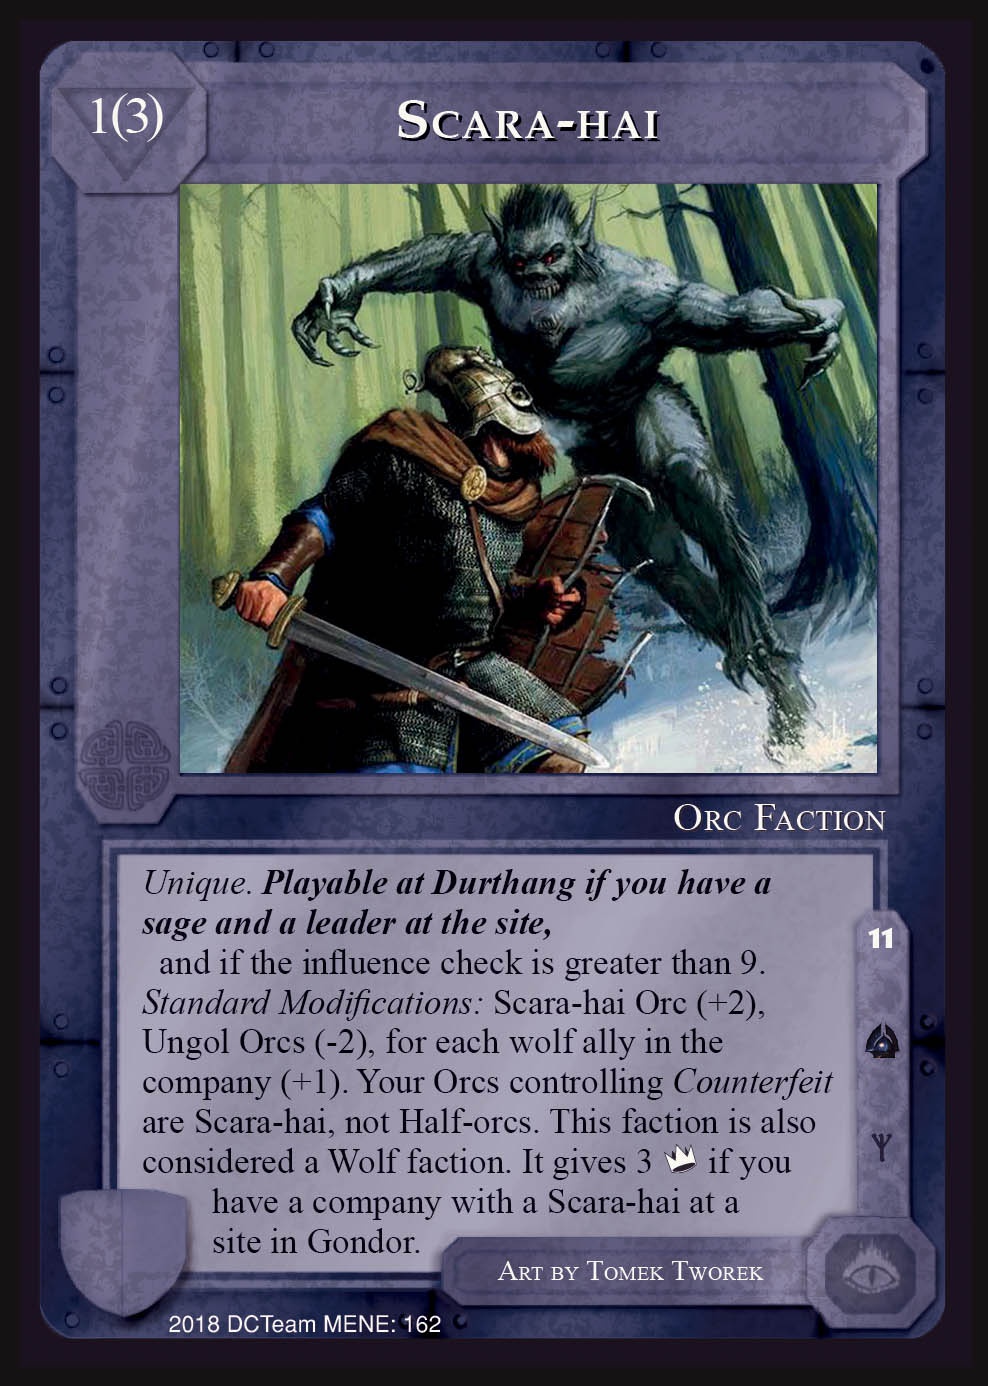 1(3)
SCARA-HAI
ORC FACTION
Unique. Playable at Durthang if you have a
sage and a leader at the site,
and if the influence check is greater than 9.
Standard Modifications: Scara-hai Orc (+2),
Ungol Orcs (-2), for each wolf ally in the
company (+1). Your Orcs controlling Counterfeit
are Scara-hai, not Half-orcs. This faction is also
considered a Wolf faction. It gives 3 if you
have a company with a Scara-hai at a
site in Gondor.
11
ART BY TOMEK TWOREK
2018 DCTeam MENE: 162